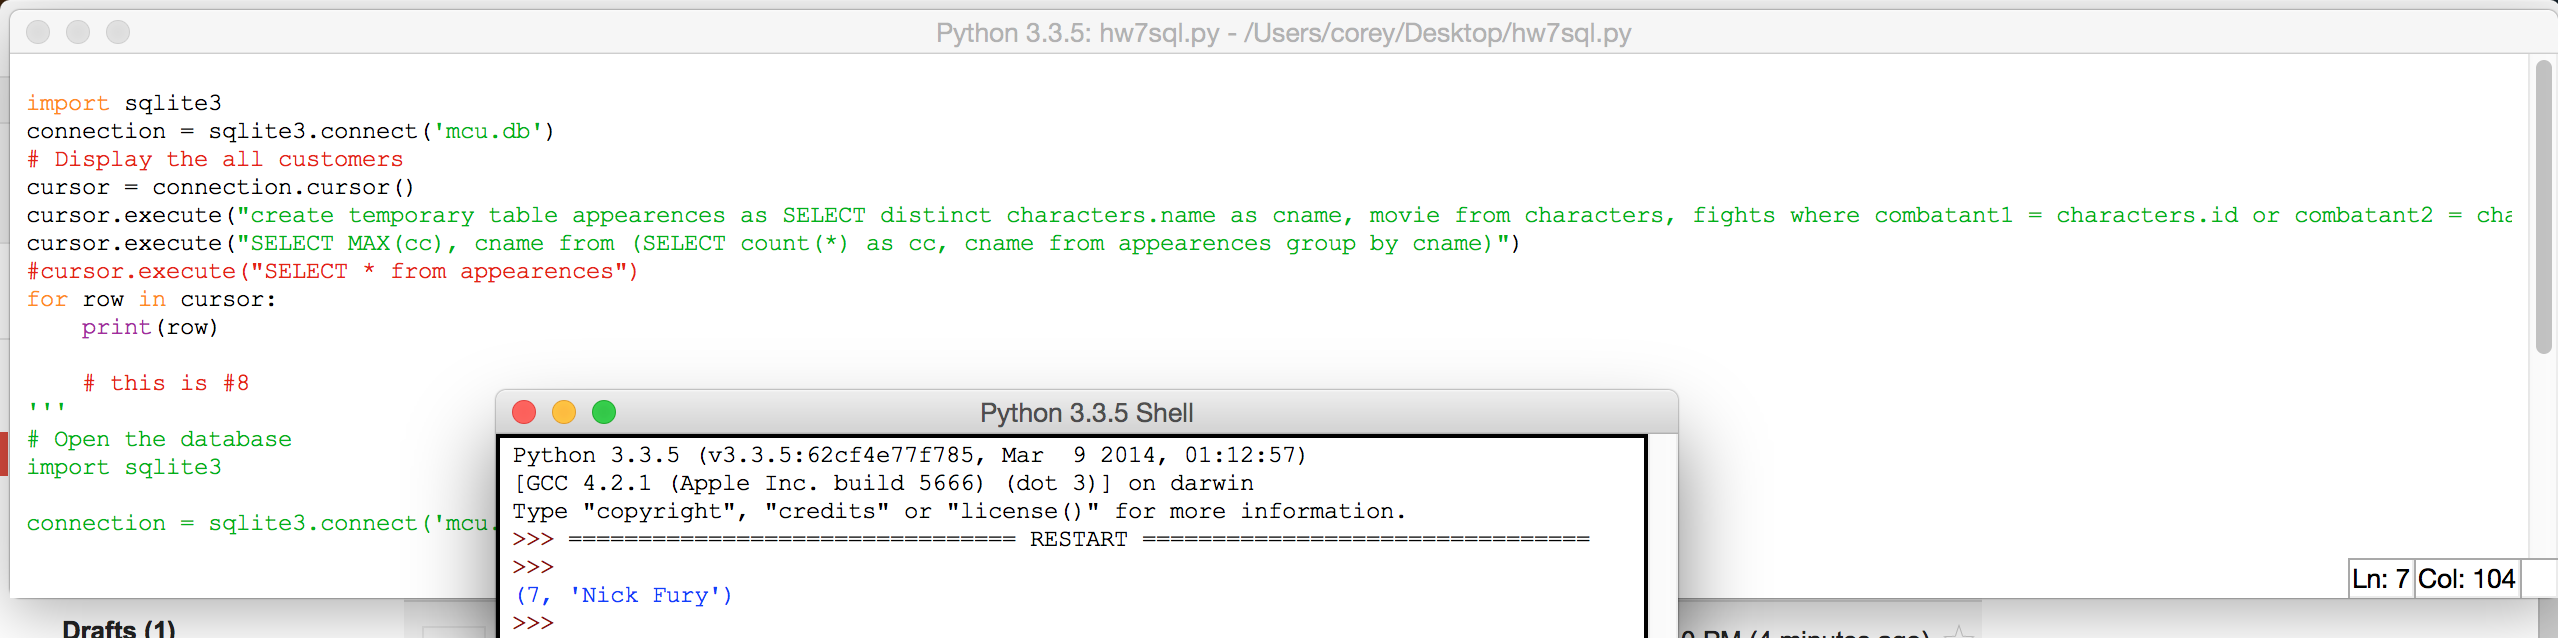 Python 3.3.5: hw7sql.py - /Users/corey/Desktop/hw7sql.py
import sqlite3
connection = sqlite3.connect('mcu.db')
# Display the all customers
cursor = connection.cursor()
cursor.execute("create temporary table appearences as SELECT distinct characters.name as cname, movie from characters, fights where combatant1 = characters.id or combatant2 = cha
cursor.execute("SELECT MAX(cc), cname from (SELECT count(*) as cc, cname from appearences group by cname)")
#cursor.execute("SELECT * from appearences")
for row in cursor:
    print(row)
    # this is #8
'''
# Open the database
import sqlite3
connection = sqlite3.connect('mcu.
Python 3.3.5 Shell
Python 3.3.5 (v3.3.5:62cf4e77f785, Mar  9 2014, 01:12:57)
[GCC 4.2.1 (Apple Inc. build 5666) (dot 3)] on darwin
Type "copyright", "credits" or "license()" for more information.
>>> ================================ RESTART ================================
>>>
(7, 'Nick Fury')
>>>
Ln: 7 Col: 104
Drafts (1)
0 PM (4 minutes ago)